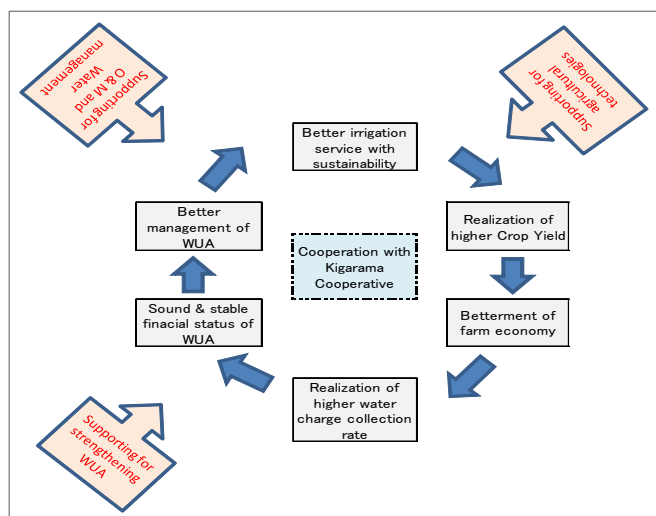 Supporting for
O & M and
Water
management
Supporting for
agricultural
technologies
Better irrigation
service with
sustainability
Better
management of
WUA
Realization of
higher Crop Yield
Cooperation with
Kigarama
Cooperative
Sound & stable
finacial status of
WUA
Betterment of
farm economy
Realization of
higher water
charge collection
rate
Supporting for
strengthening
WUA